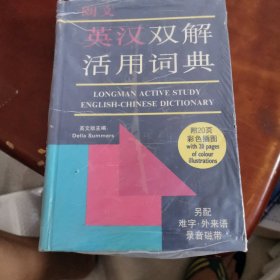 朗文
英汉双解
活用词典
LONGMAN ACTIVE STUDY
ENGLISH-CHINESE DICTIONARY
英文版主编:
Della Summers
附20页
彩色插图
with 20 pages
of colour
illustrations
另配
难字/外来语
录音磁带